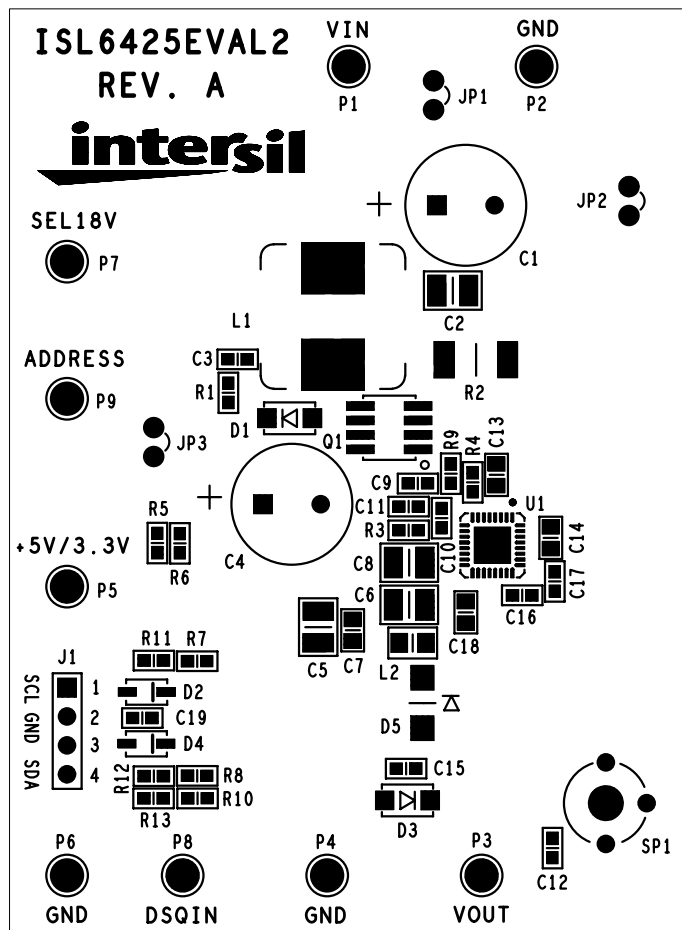 ISL6425EVAL2
REV. A
intersil
VIN
P1
GND
P2
JP1
JP2
+
C1
SEL18V
P7
C2
L1
C3
R1
R2
ADDRESS
P9
D1
Q1
JP3
R9
R4
C13
C9
+
C4
C11
R3
C10
U1
C14
R5
R6
C8
C17
+5V/3.3V
P5
C6
C16
C5
C7
C18
R11
R7
L2
J1
1
2
3
4
SCL GND SDA
D2
C19
D4
D5
R12
R8
C15
R13
R10
D3
SP1
C12
P6
GND
P8
DSQIN
P4
GND
P3
VOUT